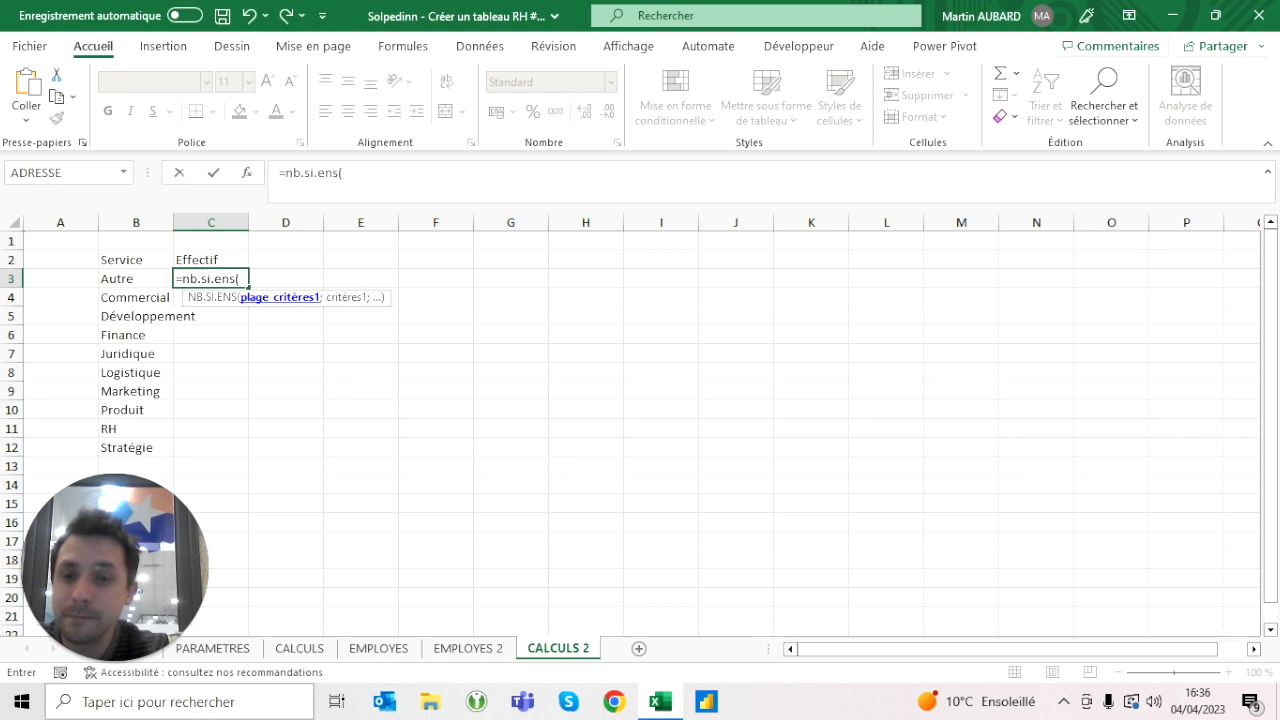 Enregistrement automatique
Solpedinn - Créer un tableau RH #...
Rechercher
Martin AUBARD
MA
Fichier
Accueil
Insertion
Dessin
Mise en page
Formules
Données
Révision
Affichage
Automate
Développeur
Aide
Power Pivot
Commentaires
Partager
Coller
11
G I S
Standard
% 000
Mise en forme conditionnelle
Mettre sous forme de tableau
Styles de cellules
Insérer
Supprimer
Format
Trier et filtrer
Rechercher et sélectionner
Analyse de données
Presse-papiers
Police
Alignement
Nombre
Styles
Cellules
Édition
Analysis
ADRESSE
fx
=nb.si.ens(
A B C D E F G H I J K L M N O P
1
2 Service Effectif
3 Autre =nb.si.ens(
4 Commercial NB.SI.ENS(plage_critères1; critères1; ...)
5 Développement
6 Finance
7 Juridique
8 Logistique
9 Marketing
10 Produit
11 RH
12 Stratégie
13
14
15
16
17
18
19
20
21
22
PARAMETRES
CALCULS
EMPLOYES
EMPLOYES 2
CALCULS 2
Entrer
Accessibilité : consultez nos recommandations
100 %
Taper ici pour rechercher
10°C Ensoleillé
16:36
04/04/2023
9